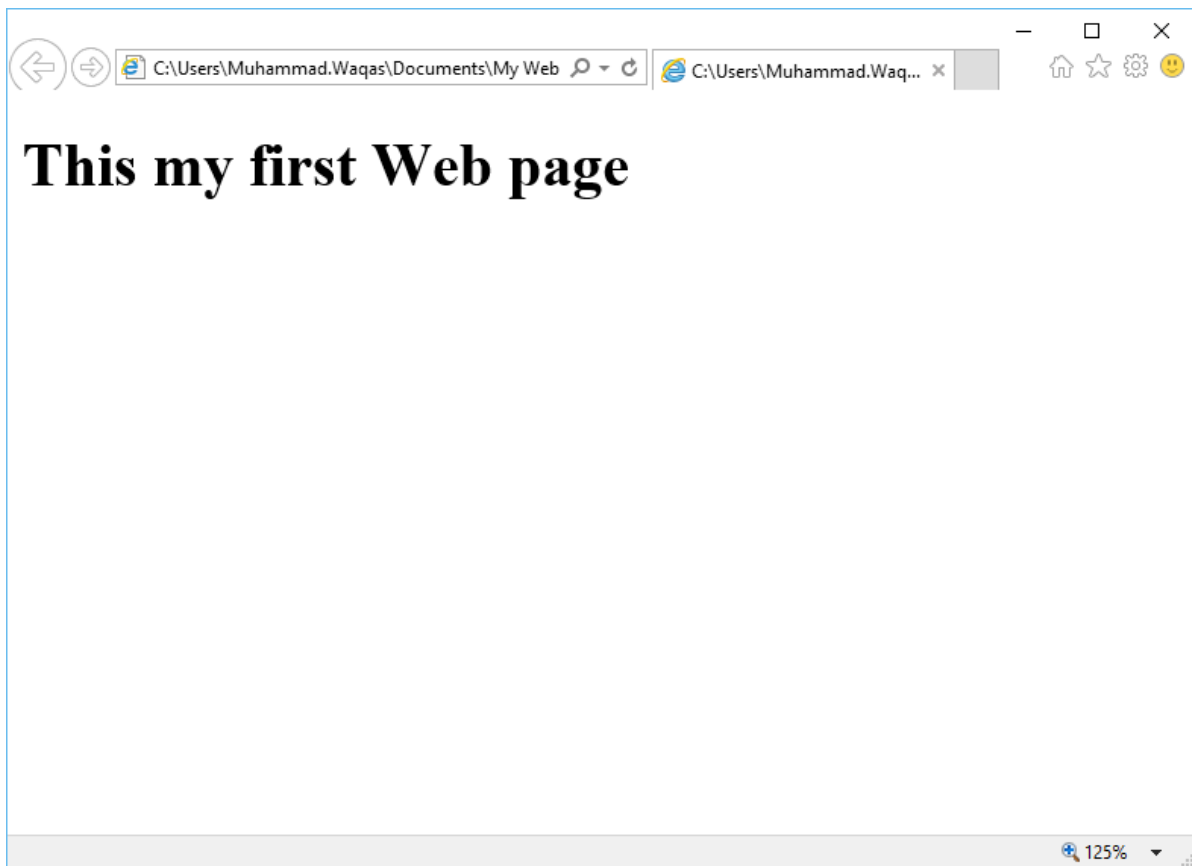 C:\Users\Muhammad.Waqas\Documents\My Web
C:\Users\Muhammad.Waq...
This my first Web page
125%